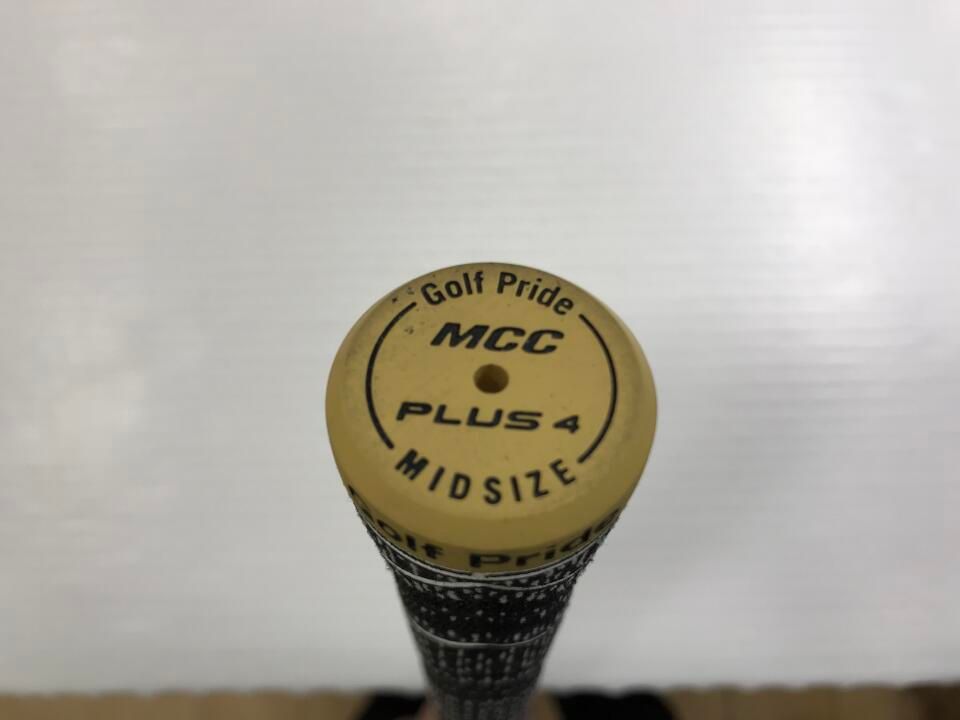 Golf Pride
MCC
PLUS 4
MIDSIZE
Golf Pride